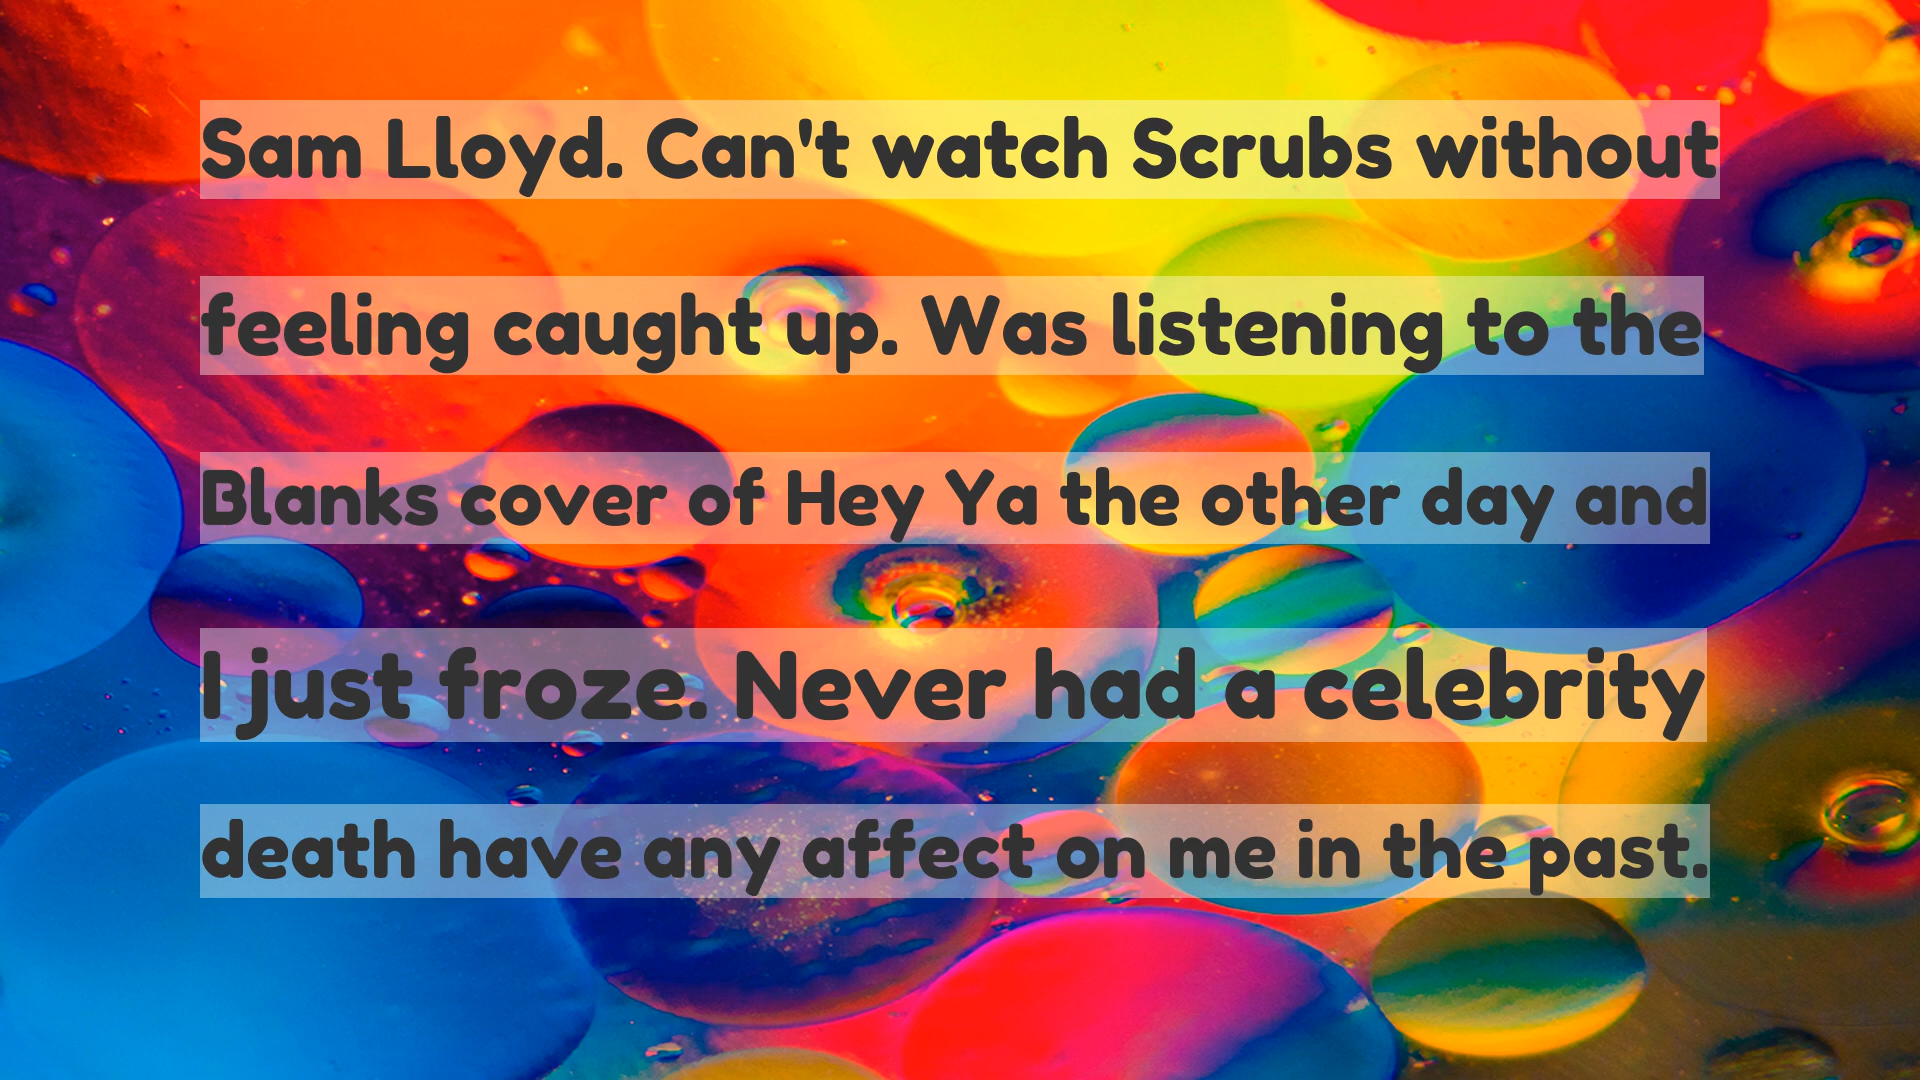 Sam Lloyd. Can't watch Scrubs without
feeling caught up. Was listening to the
Blanks cover of Hey Ya the other day and
I just froze. Never had a celebrity
death have any affect on me in the past.